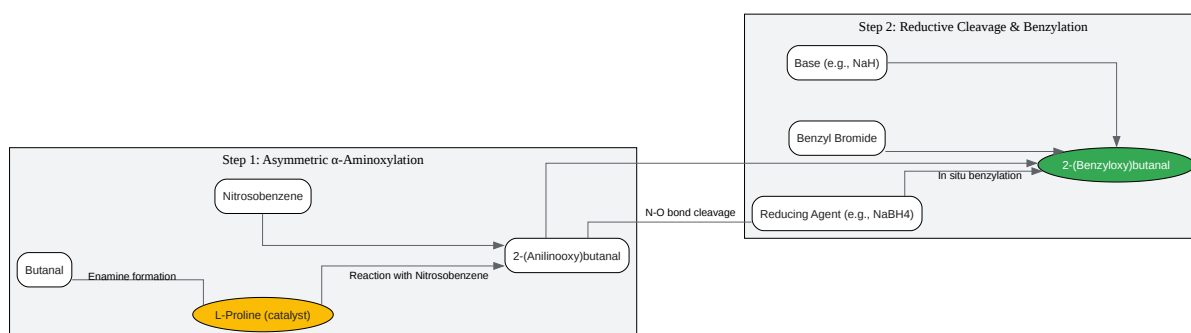 Step 2: Reductive Cleavage & Benzylation
Base (e.g., NaH)
Benzyl Bromide
2-(Benzyloxy)butanal
In situ benzylation
Reducing Agent (e.g., NaBH4)
N-O bond cleavage
Step 1: Asymmetric α-Aminoxylation
Nitrosobenzene
2-(Anilinooxy)butanal
Butanal
Enamine formation
Reaction with Nitrosobenzene
L-Proline (catalyst)